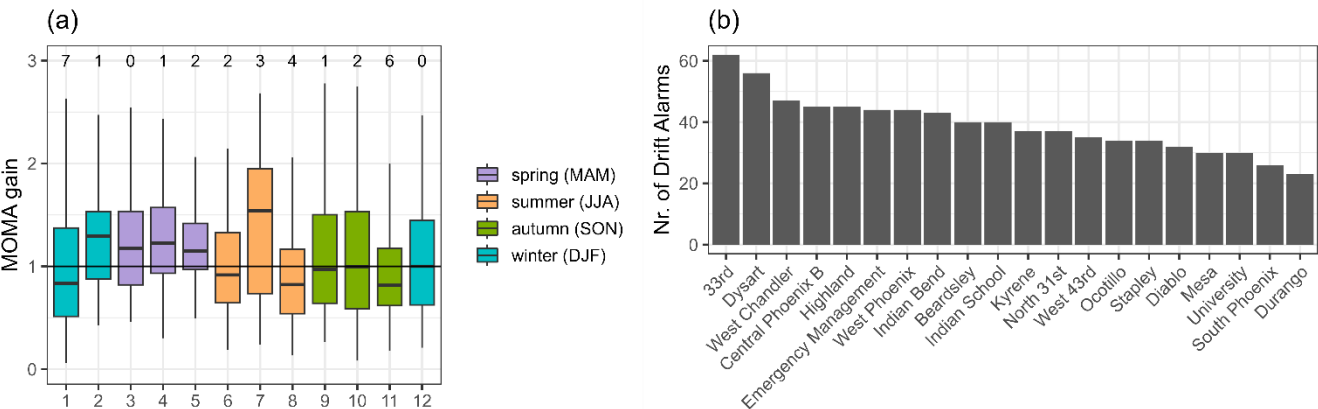 (a)
MOMA gain
3
2
1
0
7 1 0 1 2 2 3 4 1 2 6 0
1 2 3 4 5 6 7 8 9 10 11 12
spring (MAM)
summer (JJA)
autumn (SON)
winter (DJF)
(b)
Nr. of Drift Alarms
60
40
20
0
33rd
Dysart
West Chandler
Central Phoenix B
Highland
Emergency Management
West Phoenix
Indian Bend
Beardsley
Indian School
Kyrene
North 31st
West 43rd
Ocotillo
Stapley
Diablo
Mesa
University
South Phoenix
Durango